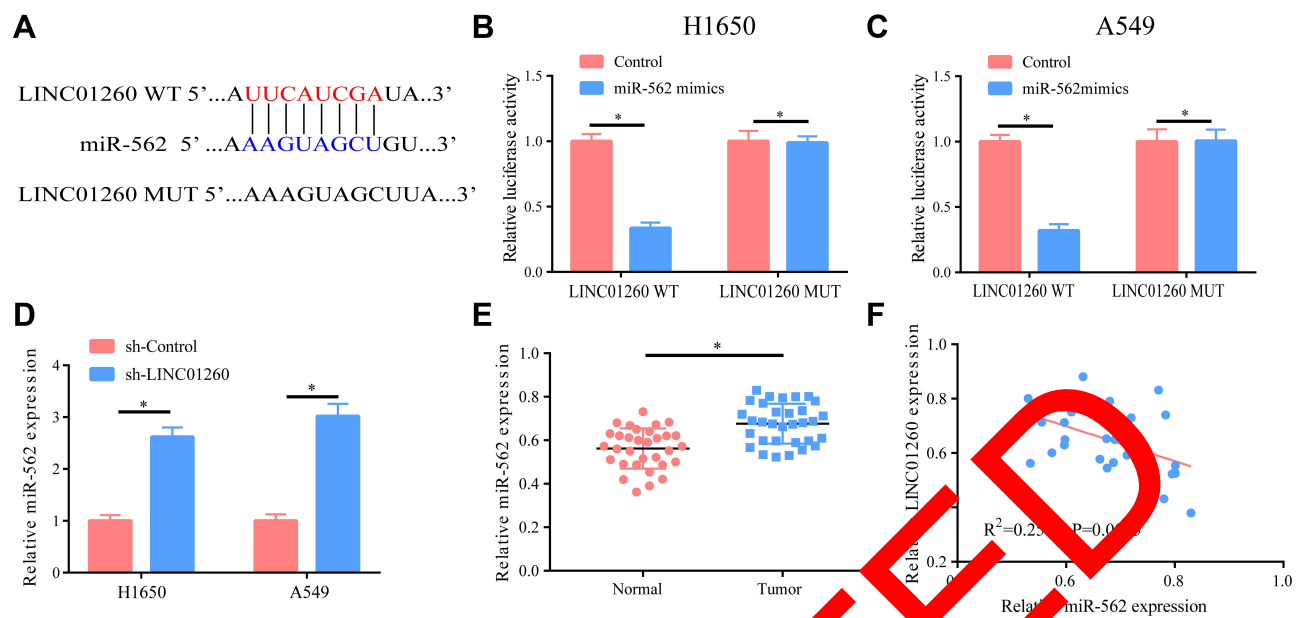 A
LINC01260 WT 5’...AUUCAUCGAUA..3’
miR-562 5’ ...AAAGUAGCUGU...3’
LINC01260 MUT 5’...AAAGUAGCUUA...3’
B
H1650
Control
miR-562 mimics
Relative luciferase activity
1.5
1.0
0.5
0.0
*
*
LINC01260 WT
LINC01260 MUT
C
A549
Control
miR-562mimics
Relative luciferase activity
1.5
1.0
0.5
0.0
*
*
LINC01260 WT
LINC01260 MUT
D
sh-Control
sh-LINC01260
Relative miR-562 expression
4
3
2
1
0
*
*
H1650
A549
E
Relative miR-562 expression
1.0
0.8
0.6
0.4
0.2
0.0
*
Normal
Tumor
F
LINC01260 expression
1.0
0.8
0.6
0.2
0.6
0.8
1.0
miR-562 expression